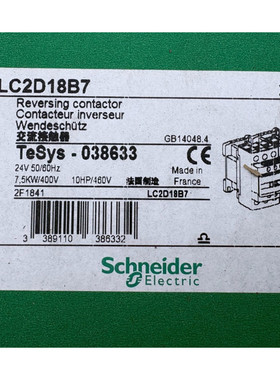 LC2D18B7
Reversing contactor
Contacteur inverseur
Wendeschütz
交流接触器
GB14048.4
TeSys - 038633
24V 50/60Hz
7,5KW/400V 10HP/460V 法国制造 Made in France
2F1841
LC2D18B7
3 389110 386332
Schneider
Electric